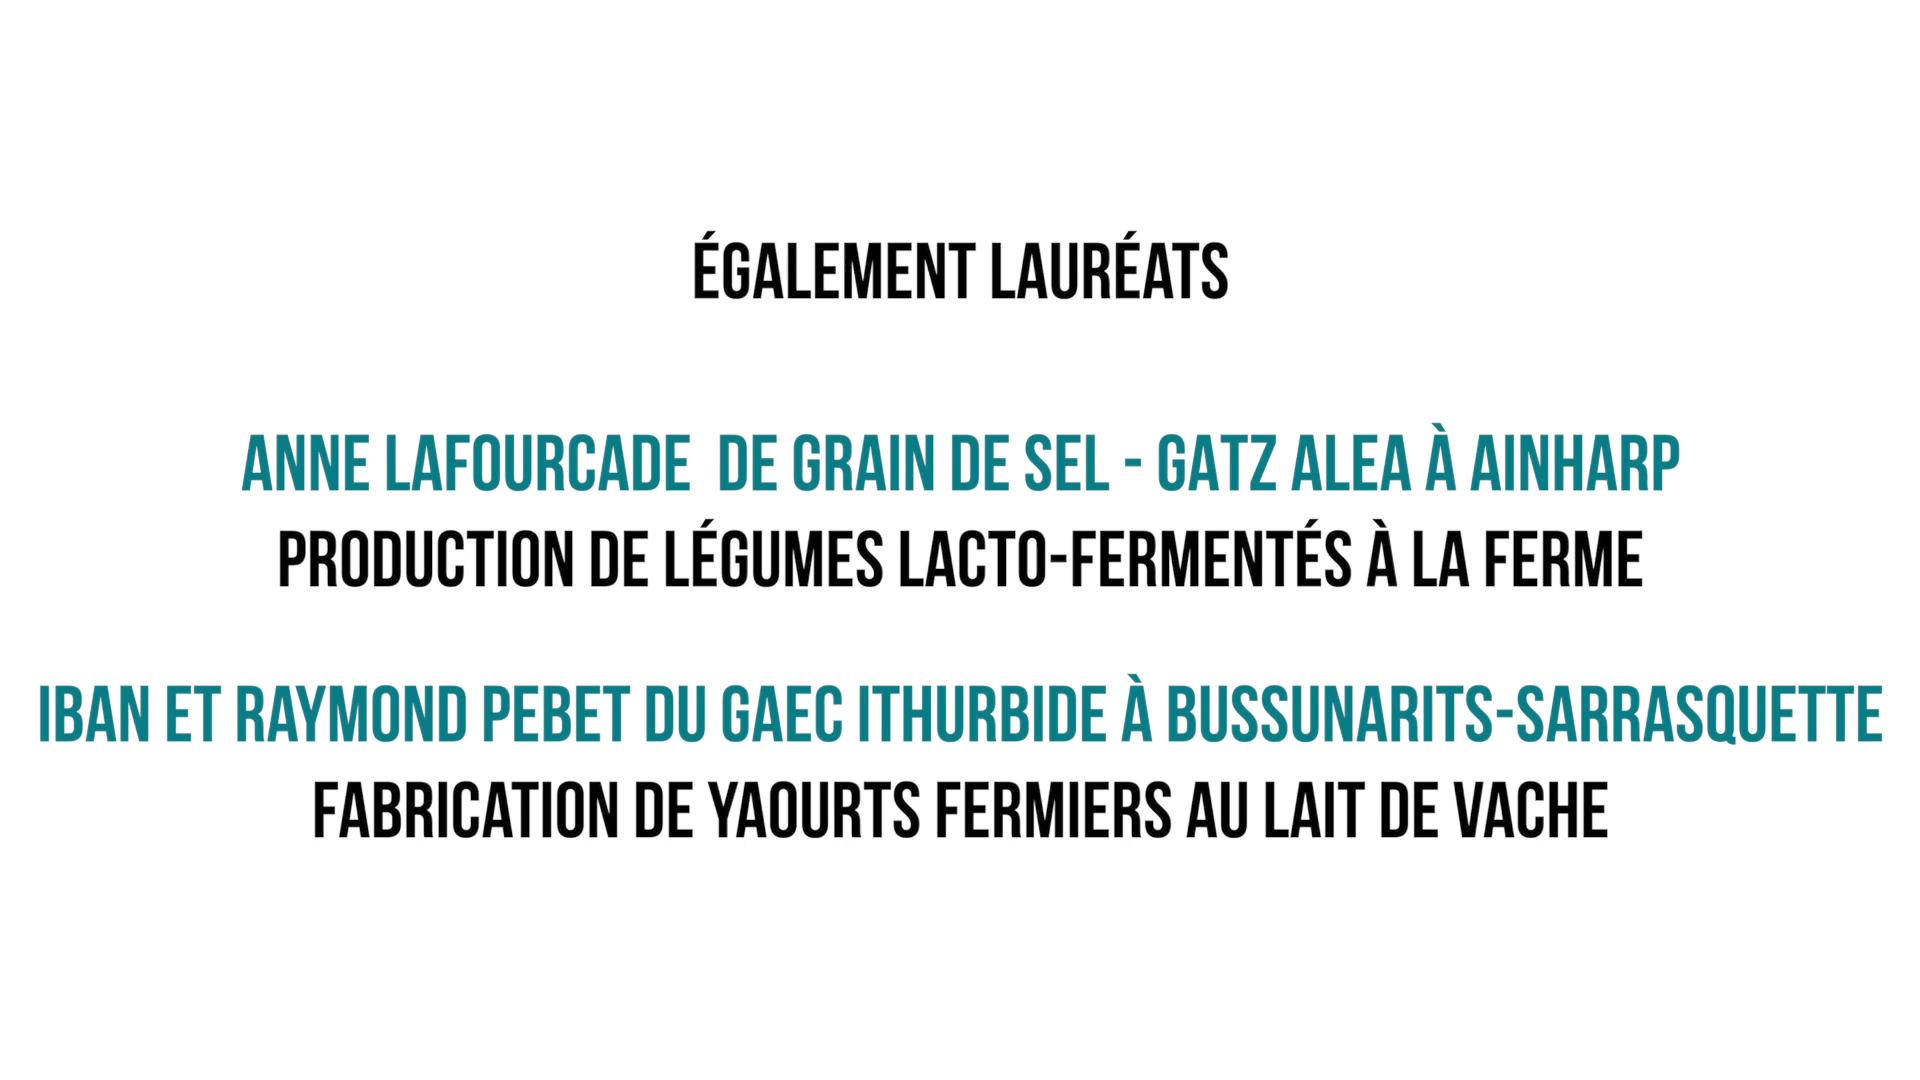 ÉGALEMENT LAURÉATS
ANNE LAFOURCADE DE GRAIN DE SEL - GATZ ALEA À AINHARP
PRODUCTION DE LÉGUMES LACTO-FERMENTÉS À LA FERME
IBAN ET RAYMOND PEBET DU GAEC ITHURBIDE À BUSSUNARITS-SARRASQUETTE
FABRICATION DE YAOURTS FERMIERS AU LAIT DE VACHE